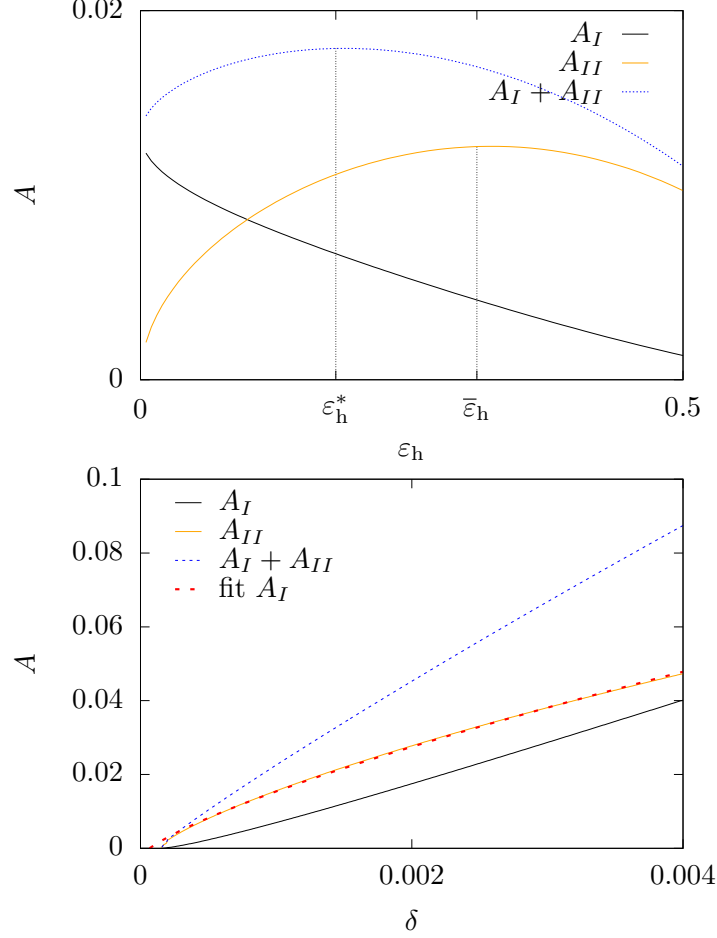 0.02
A_I
A_{II}
A_I + A_{II}
A
0
0
ε_h^*
ε̅_h
0.5
ε_h
0.1
A_I
A_{II}
A_I + A_{II}
fit A_I
0.08
0.06
A
0.04
0.02
0
0
0.002
0.004
δ